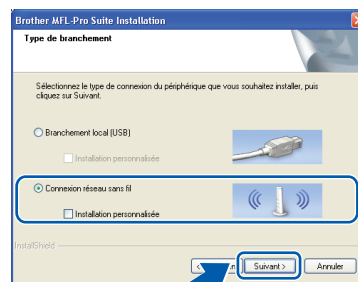 Brother MFL-Pro Suite Installation
Type de branchement
Sélectionnez le type de connexion du périphérique que vous souhaitez installer, puis
cliquez sur Suivant.
Branchement local (USB)
Installation personnalisée
Connexion réseau sans fil
Installation personnalisée
InstallShield
Suivant > Annuler